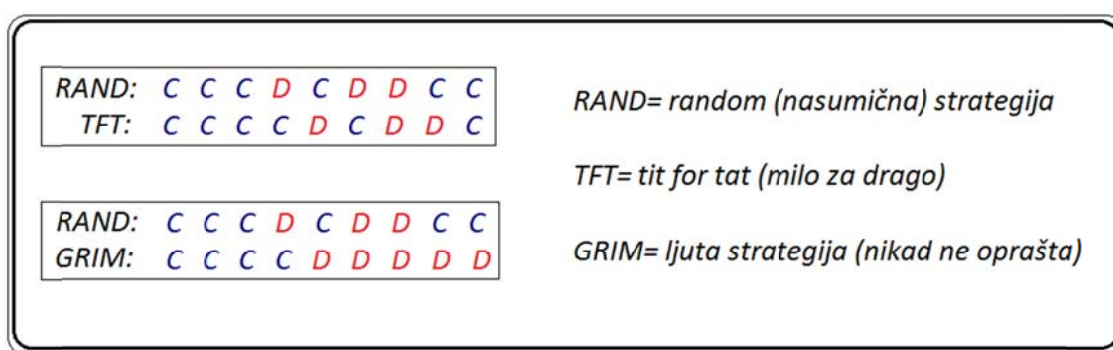 RAND: C C C D C D D C C
TFT: C C C C D C D D C
RAND: C C C D C D D C C
GRIM: C C C C D D D D D
RAND= random (nasumična) strategija
TFT= tit for tat (milo za drago)
GRIM= ljuta strategija (nikad ne oprašta)